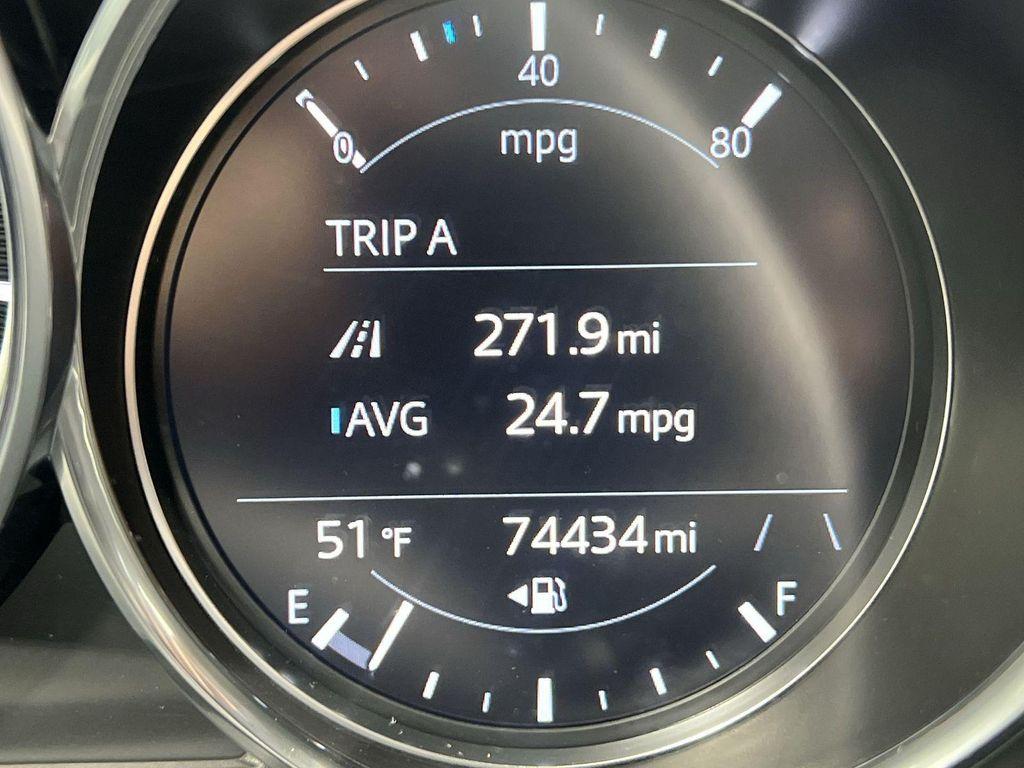 40
0 80
mpg
TRIP A
271.9 mi
AVG 24.7 mpg
51 °F 74434 mi
E F